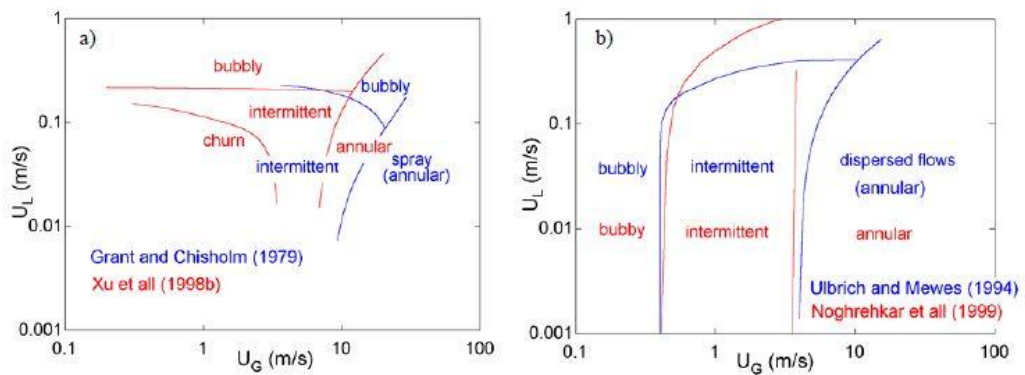 a)
1
bubbly
bubbly
intermittent
0.1
churn
annular
intermittent
spray
(annular)
U_L (m/s)
0.01
Grant and Chisholm (1979)
Xu et all (1998b)
0.001
0.1
1
10
100
U_G (m/s)
b)
1
0.1
bubbly
intermittent
dispersed flows
(annular)
U_L (m/s)
0.01
bubby
intermittent
annular
Ulbrich and Mewes (1994)
Noghrehkar et all (1999)
0.001
0.1
1
10
100
U_G (m/s)